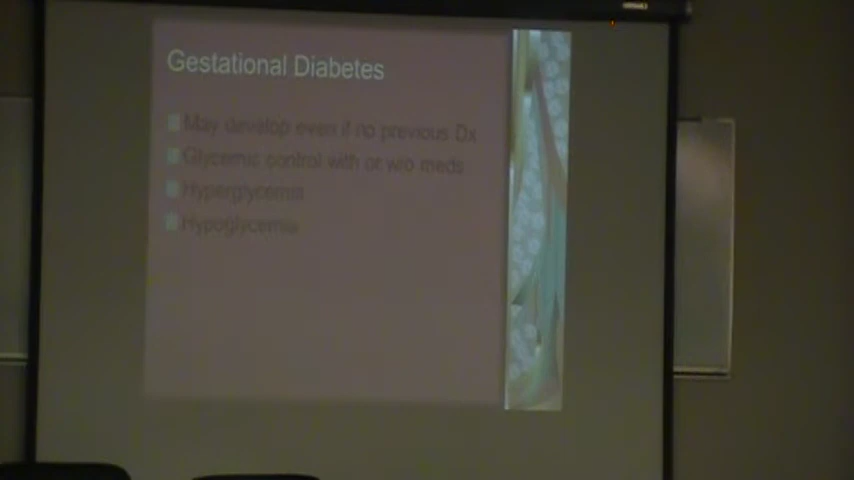 Gestational Diabetes
May develop even if no previous Dx
Glycemic control with or w/o meds
Hyperglycemia
Hypoglycemia